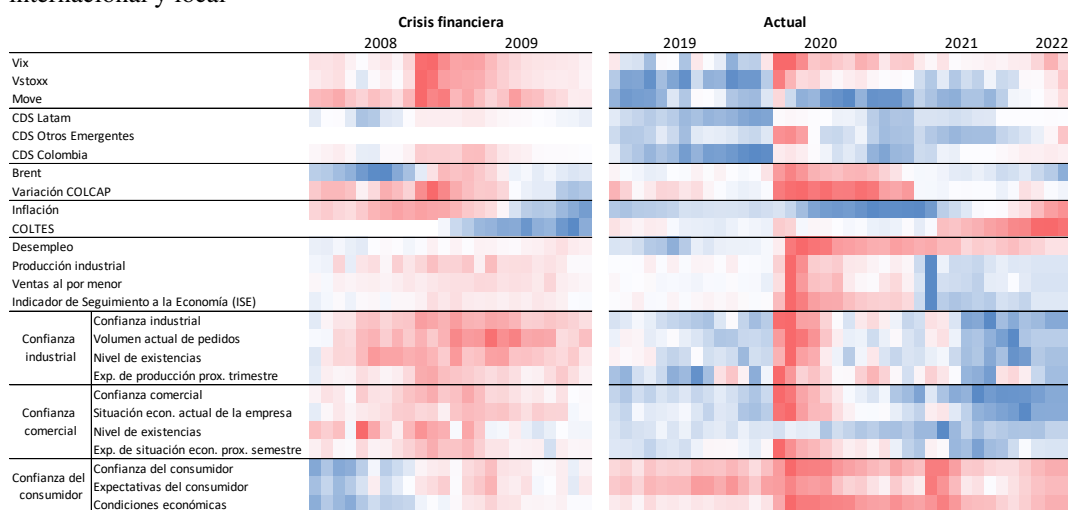 internacional y local
Crisis financiera Actual
2008 2009 2019 2020 2021 2022
Vix
Vstoxx
Move
CDS Latam
CDS Otros Emergentes
CDS Colombia
Brent
Variación COLCAP
Inflación
COLTES
Desempleo
Producción industrial
Ventas al por menor
Indicador de Seguimiento a la Economía (ISE)
Confianza industrial
Confianza industrial
Volumen actual de pedidos
Nivel de existencias
Exp. de producción prox. trimestre
Confianza comercial
Confianza comercial
Situación econ. actual de la empresa
Nivel de existencias
Exp. de situación econ. prox. semestre
Confianza del consumidor
Confianza del consumidor
Expectativas del consumidor
Condiciones económicas